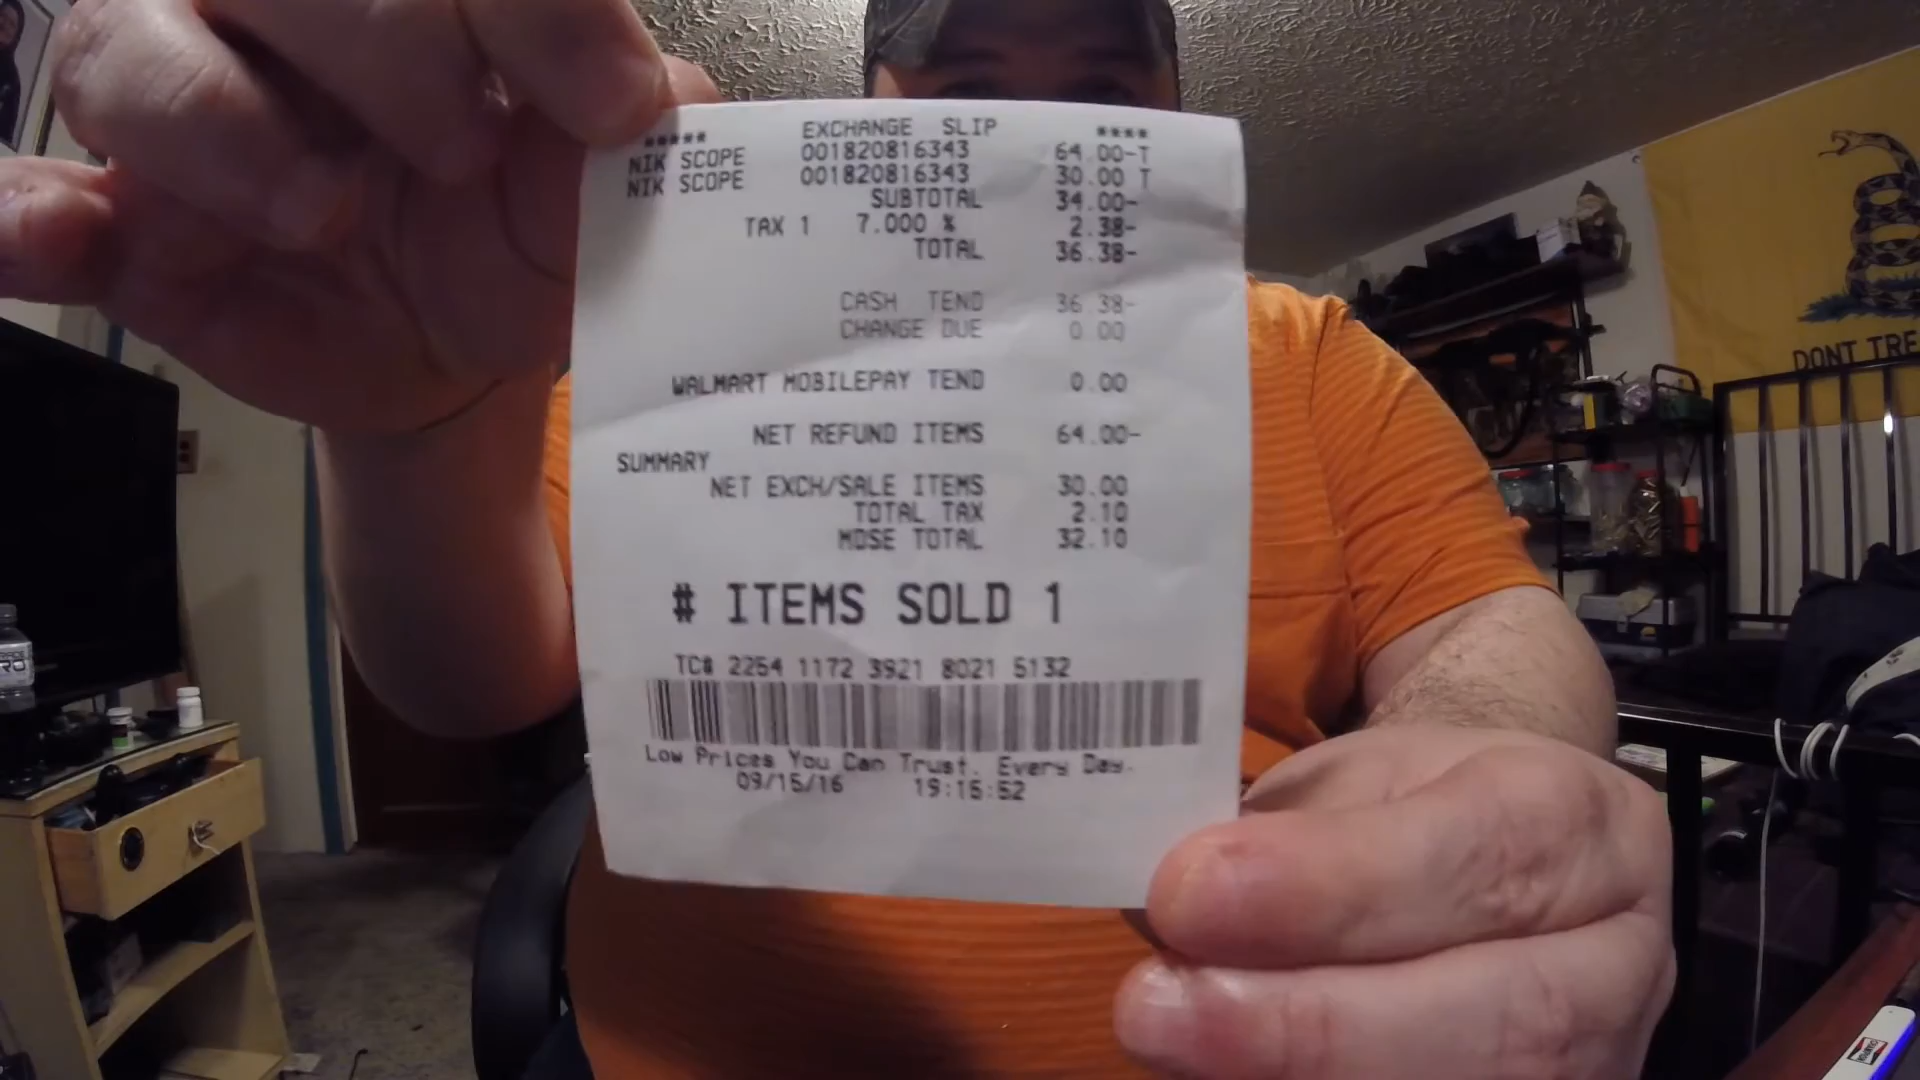 ***** EXCHANGE SLIP ****
NIK SCOPE 001820816343 64.00-T
NIK SCOPE 001820816343 30.00 T
SUBTOTAL 34.00-
TAX 1 7.000 % 2.38-
TOTAL 36.38-
CASH TEND 36.38-
CHANGE DUE 0.00
WALMART MOBILEPAY TEND 0.00
NET REFUND ITEMS 64.00-
SUMMARY
NET EXCH/SALE ITEMS 30.00
TOTAL TAX 2.10
MDSE TOTAL 32.10
# ITEMS SOLD 1
TC# 2254 1172 3921 8021 5132
Low Prices You Can Trust. Every Day.
09/15/16 19:15:52
DONT TRE